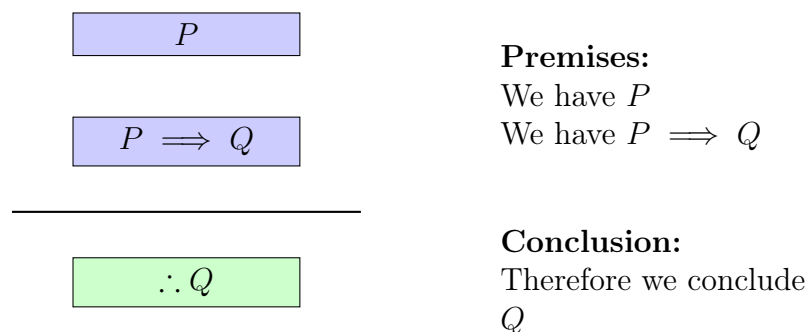 P
P ⟹ Q
∴ Q
Premises:
We have P
We have P ⟹ Q
Conclusion:
Therefore we conclude
Q